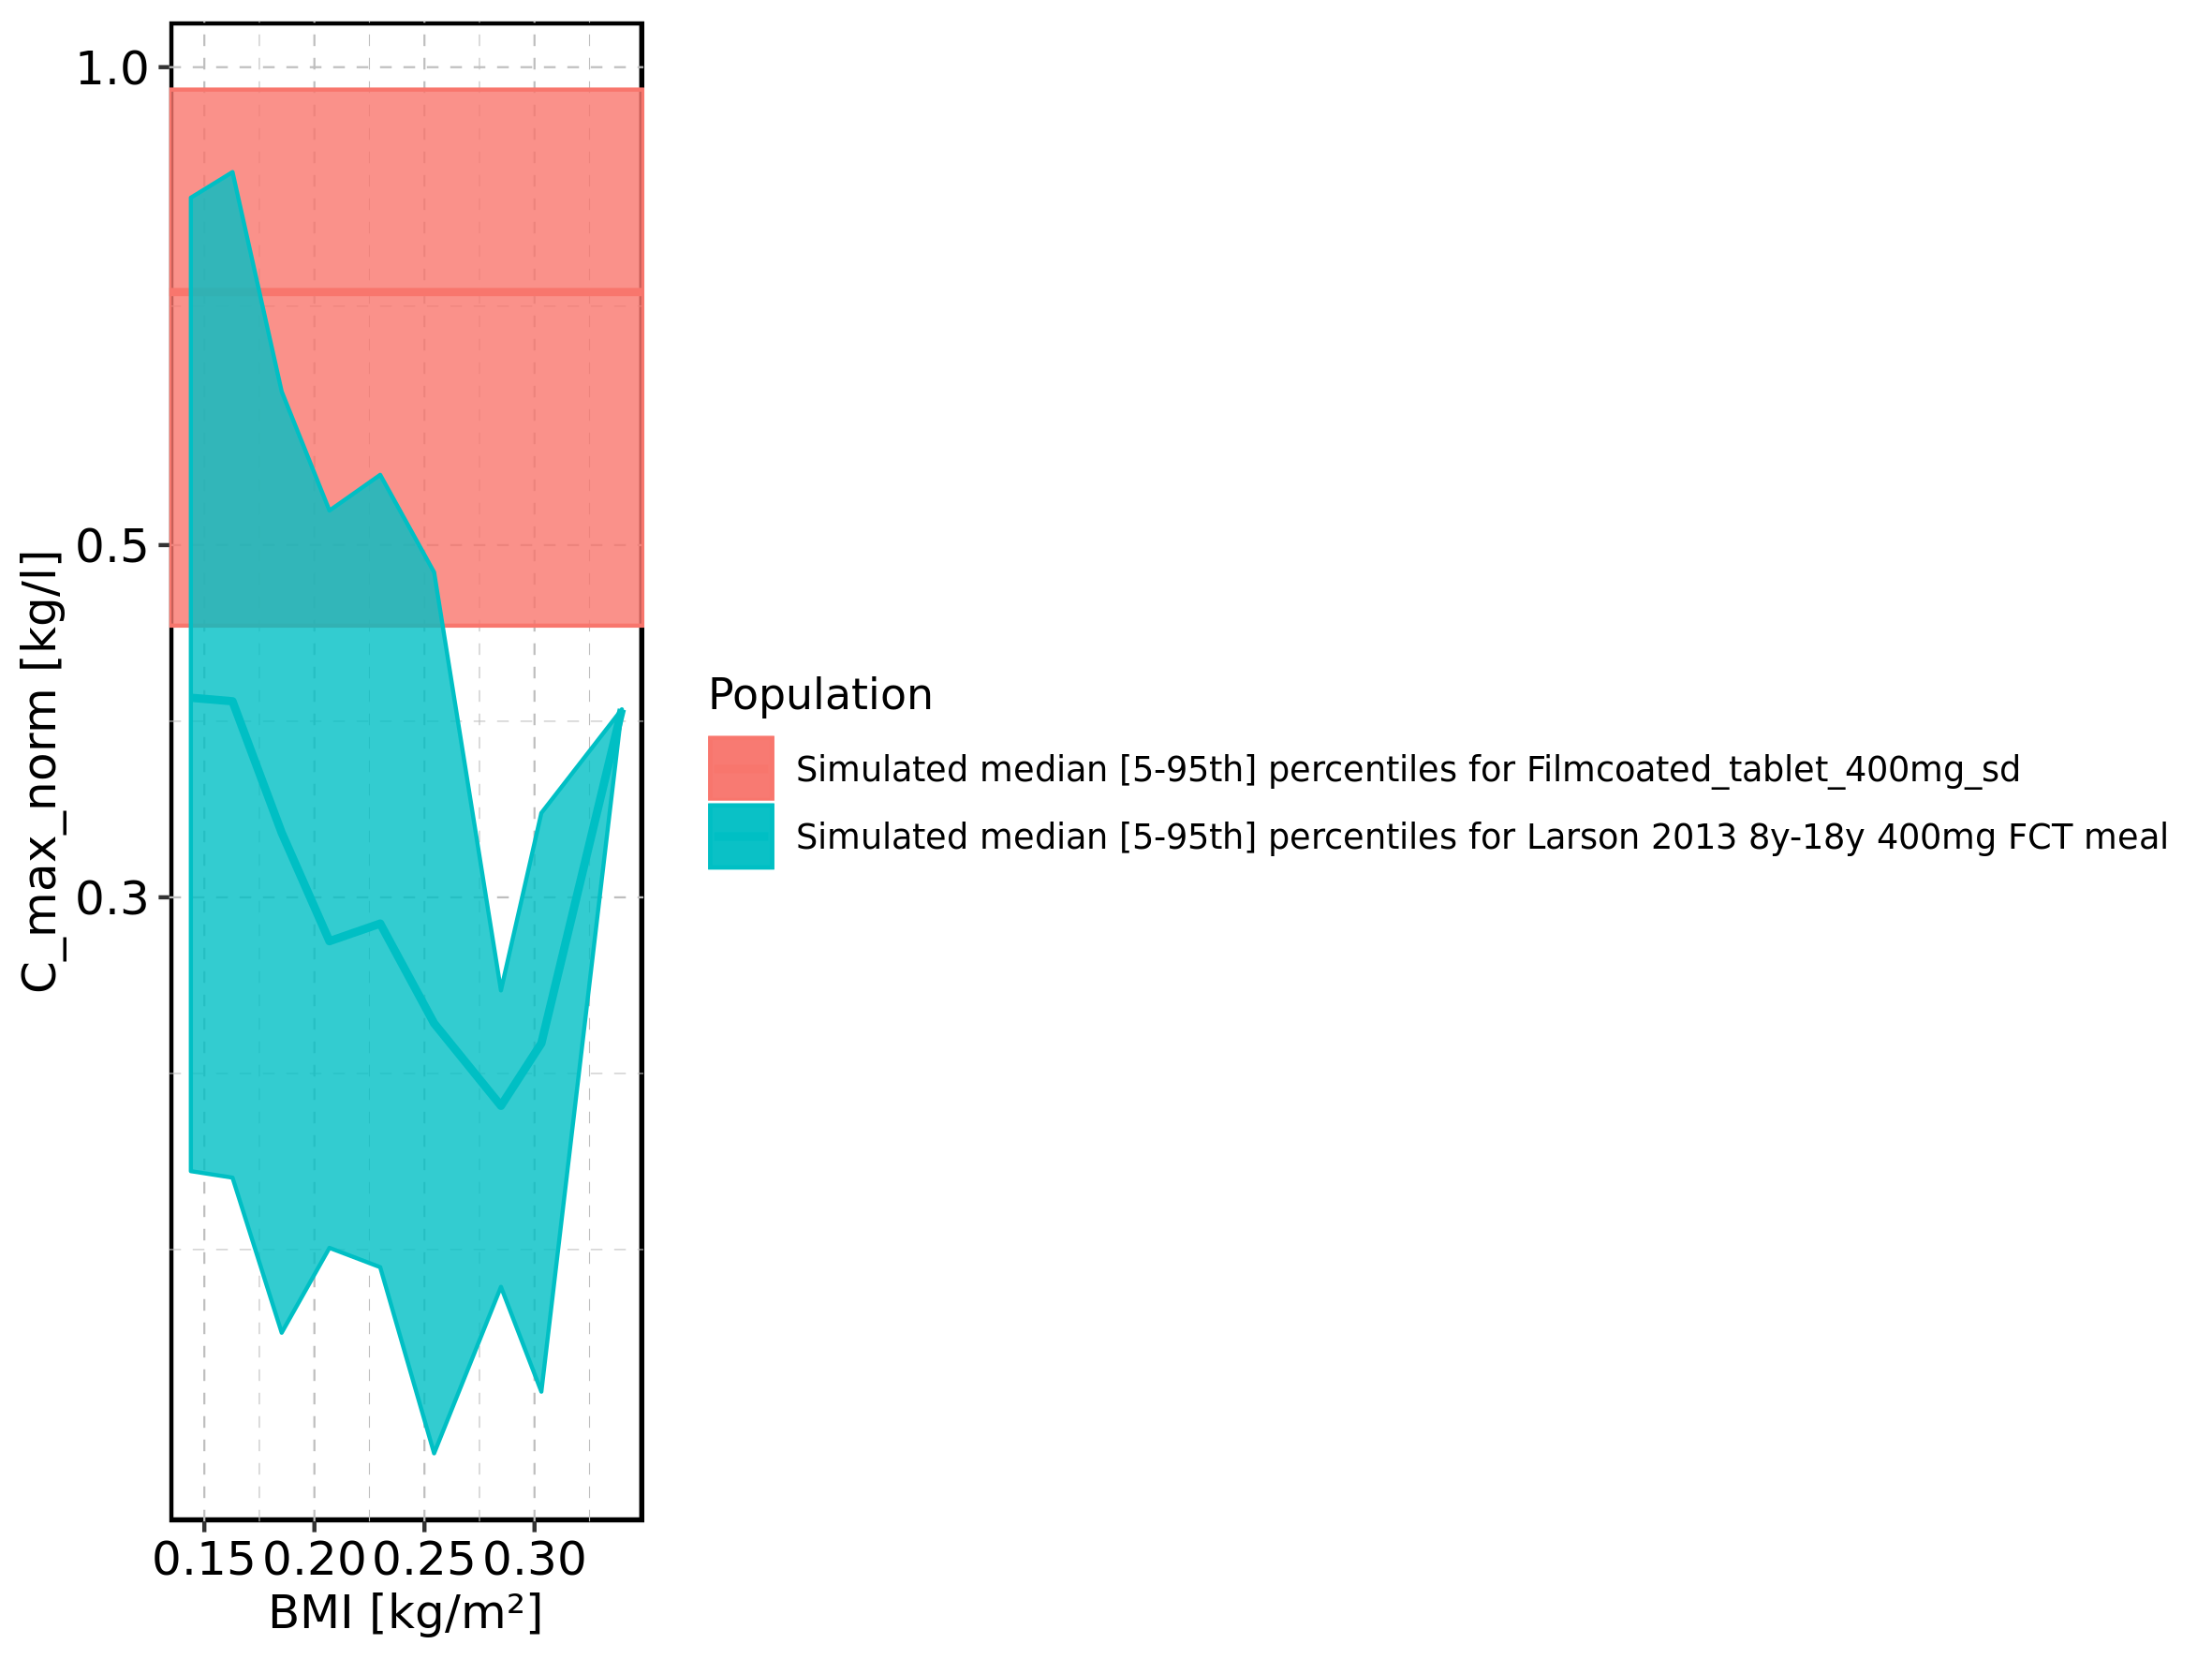 1.0
0.5
0.3
C_max_norm [kg/l]
0.15 0.20 0.25 0.30
BMI [kg/m²]
Population
Simulated median [5-95th] percentiles for Filmcoated_tablet_400mg_sd
Simulated median [5-95th] percentiles for Larson 2013 8y-18y 400mg FCT meal